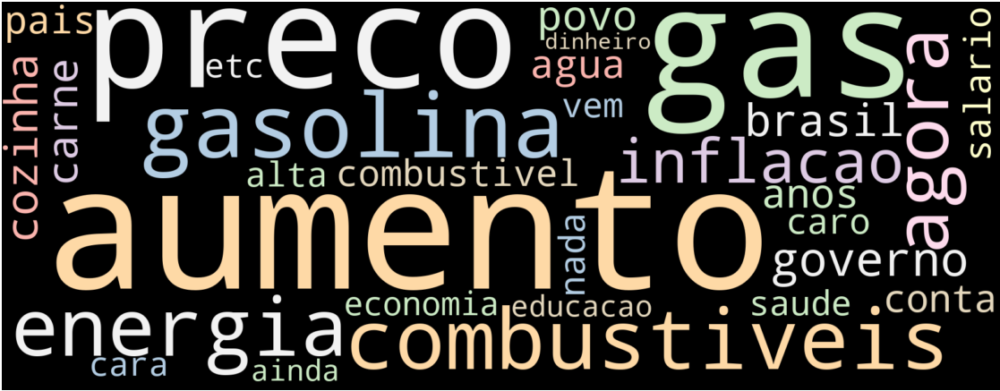 pais
preco
etc
povo
dinheiro
agua
gas
agora
salario
cozinha
carne
gasolina
vem
brasil
alta
combustivel
inflacao
aumento
nada
anos
caro
governo
energia
economia
educacao
saude
conta
cara
ainda
combustiveis